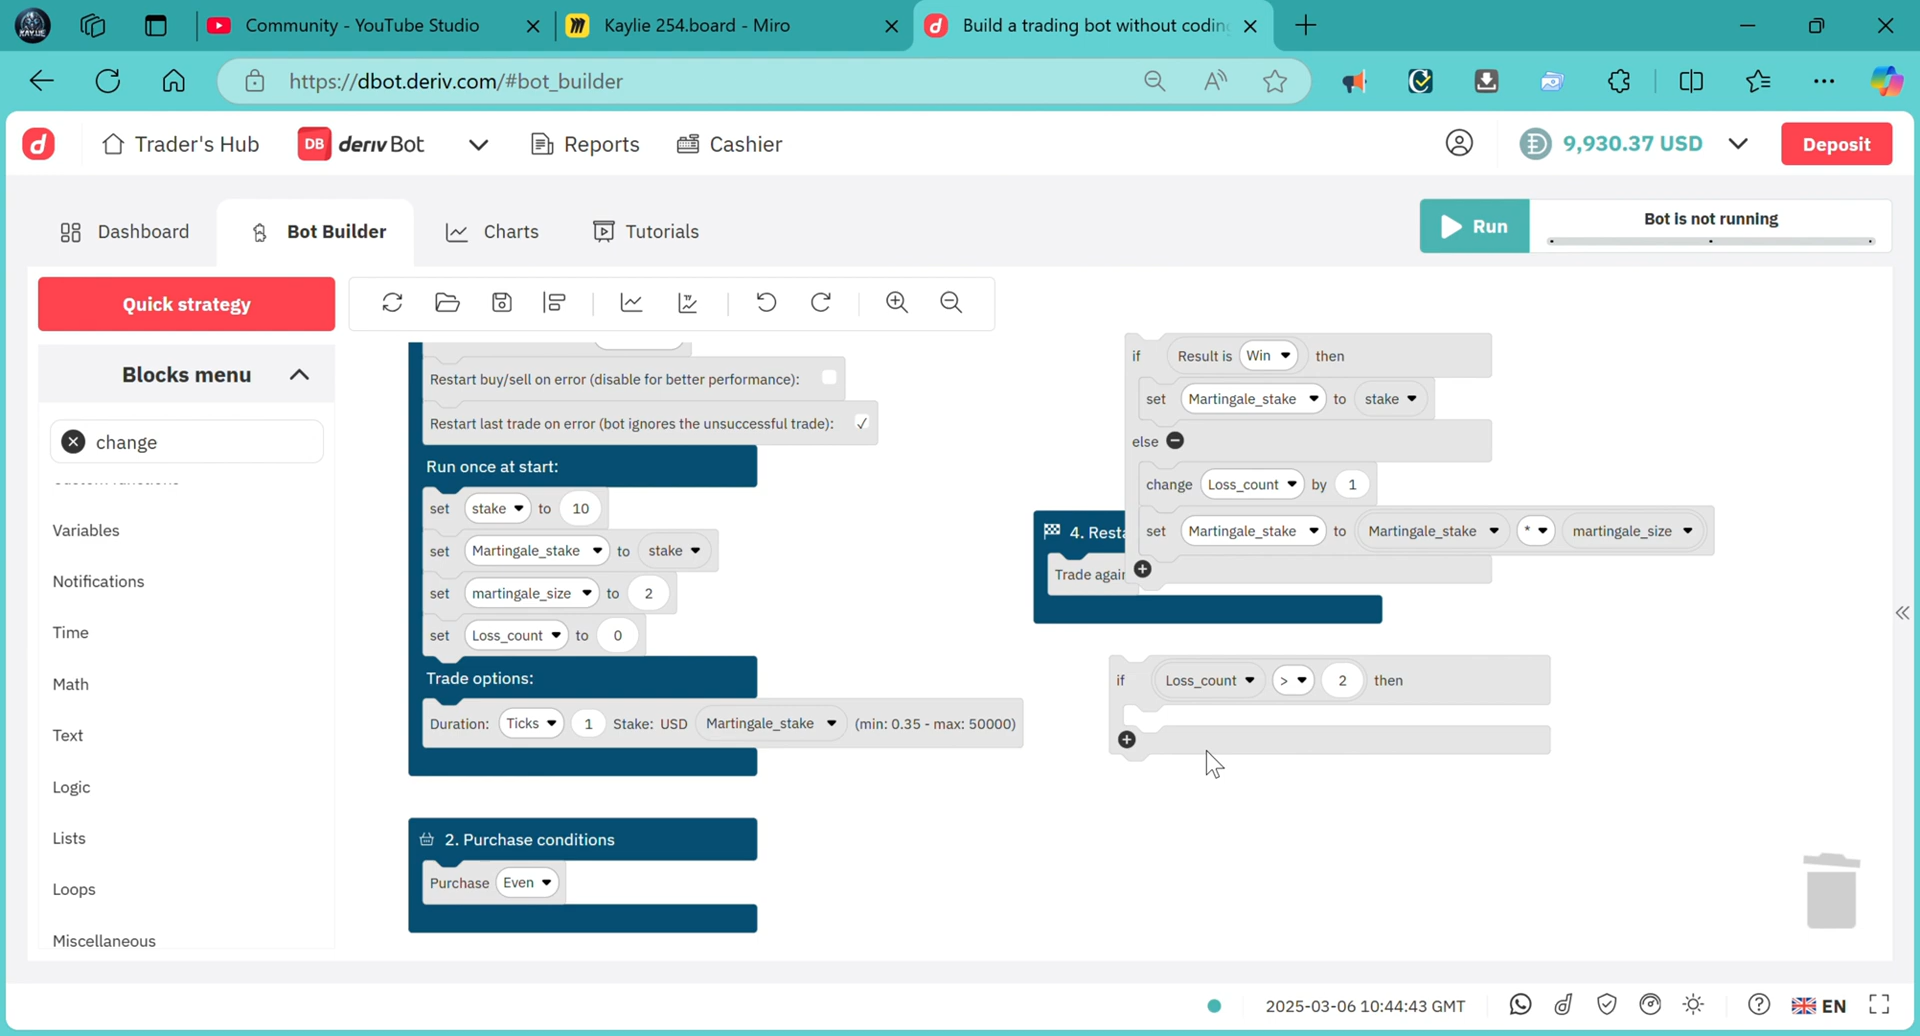 Community - YouTube Studio
Kaylie 254.board - Miro
Build a trading bot without coding
https://dbot.deriv.com/#bot_builder
Trader's Hub
DB deriv Bot
Reports
Cashier
9,930.37 USD
Deposit
Dashboard
Bot Builder
Charts
Tutorials
Run
Bot is not running
Quick strategy
Blocks menu
change
Variables
Notifications
Time
Math
Text
Logic
Lists
Loops
Miscellaneous
Restart buy/sell on error (disable for better performance):
Restart last trade on error (bot ignores the unsuccessful trade): ✓
Run once at start:
set stake to 10
set Martingale_stake to stake
set martingale_size to 2
set Loss_count to 0
Trade options:
Duration: Ticks 1 Stake: USD Martingale_stake (min: 0.35 - max: 50000)
2. Purchase conditions
Purchase Even
if Result is Win then
set Martingale_stake to stake
else
change Loss_count by 1
set Martingale_stake to Martingale_stake * martingale_size
4. Resta
Trade again
if Loss_count > 2 then
2025-03-06 10:44:43 GMT
EN